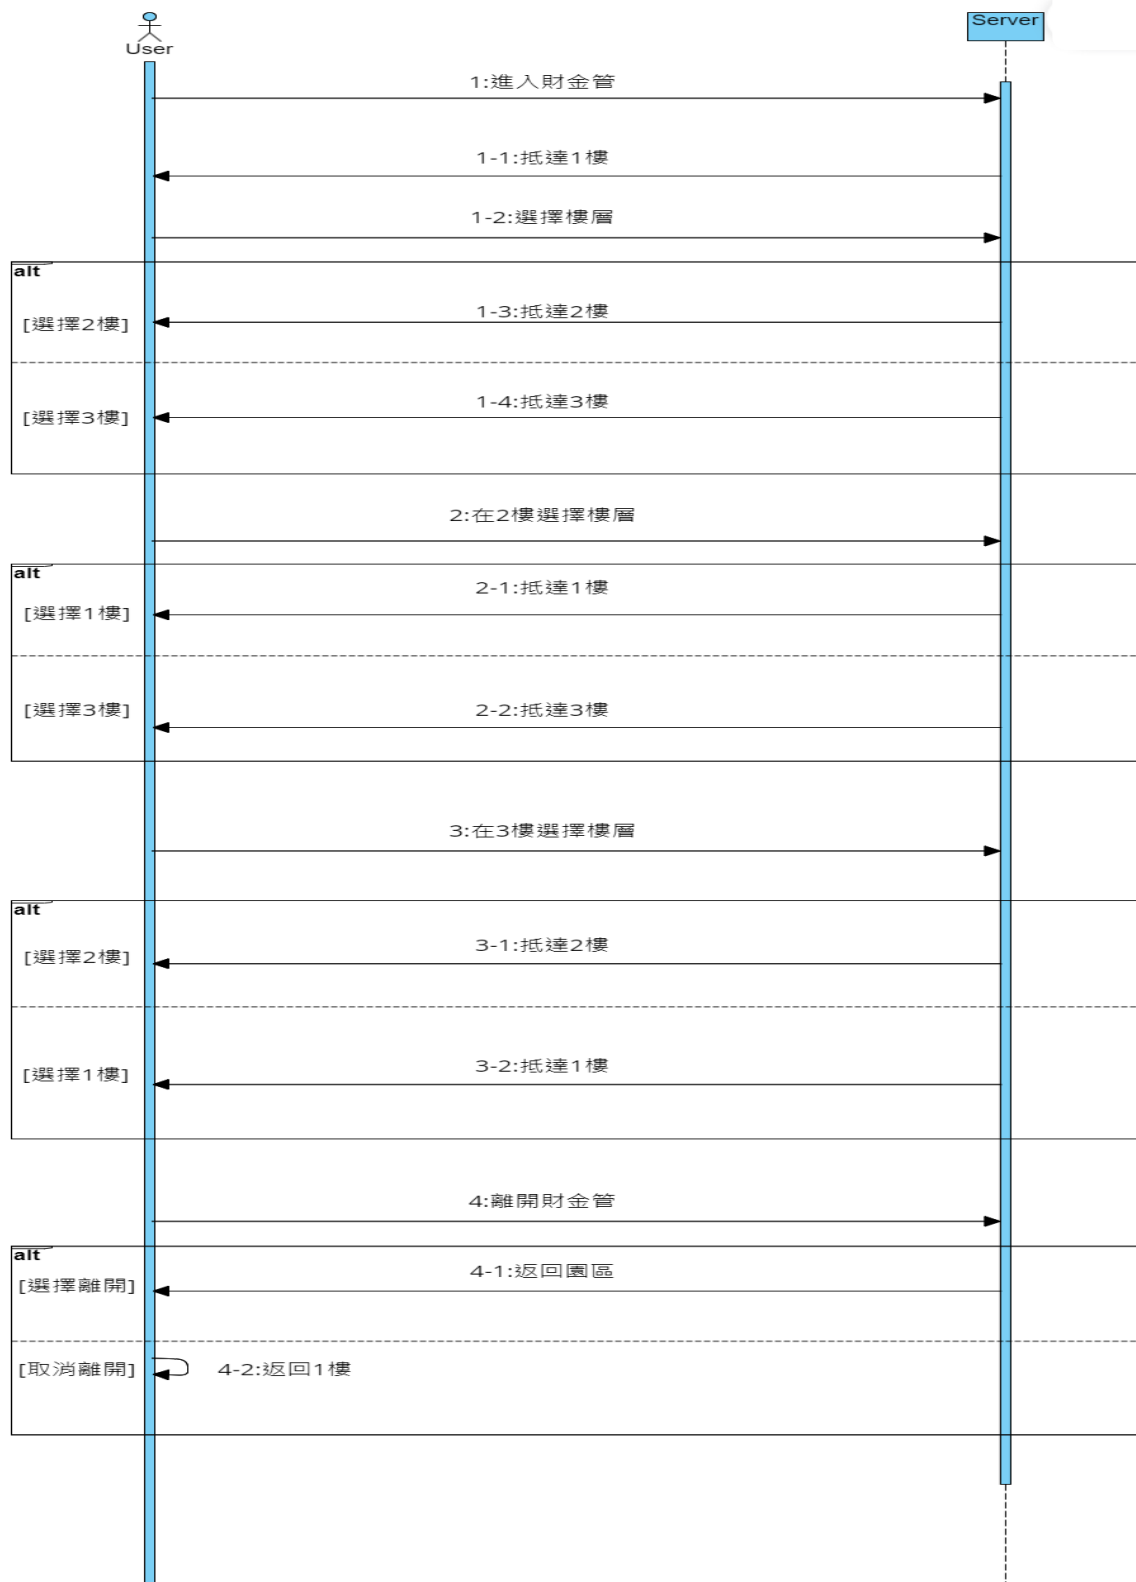 User
Server
1:進入財金管
1-1:抵達1樓
1-2:選擇樓層
alt
1-3:抵達2樓
[選擇2樓]
1-4:抵達3樓
[選擇3樓]
2:在2樓選擇樓層
alt
2-1:抵達1樓
[選擇1樓]
[選擇3樓]
2-2:抵達3樓
3:在3樓選擇樓層
alt
3-1:抵達2樓
[選擇2樓]
3-2:抵達1樓
[選擇1樓]
4:離開財金管
alt
4-1:返回園區
[選擇離開]
[取消離開]
4-2:返回1樓